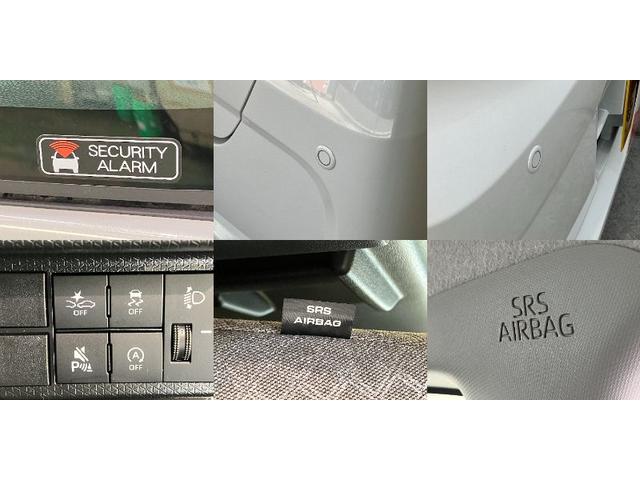 SECURITY
ALARM
OFF
OFF
P
A
OFF
SRS
AIRBAG
SRS
AIRBAG